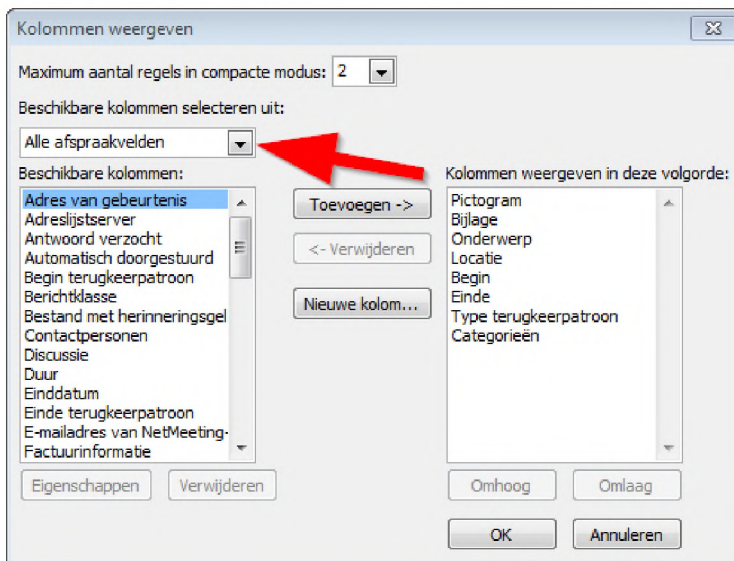 Kolommen weergeven
Maximum aantal regels in compacte modus: 2
Beschikbare kolommen selecteren uit:
Alle afspraakvelden
Beschikbare kolommen:
Adres van gebeurtenis
Adreslijstserver
Antwoord verzocht
Automatisch doorgestuurd
Begin terugkeerpatroon
Berichtklasse
Bestand met herinneringsgel
Contactpersonen
Discussie
Duur
Einddatum
Einde terugkeerpatroon
E-mailadres van NetMeeting-
Factuurinformatie
Eigenschappen
Verwijderen
Toevoegen ->
<- Verwijderen
Nieuwe kolom...
Kolommen weergeven in deze volgorde:
Pictogram
Bijlage
Onderwerp
Locatie
Begin
Einde
Type terugkeerpatroon
Categorieën
Omhoog
Omlaag
OK
Annuleren